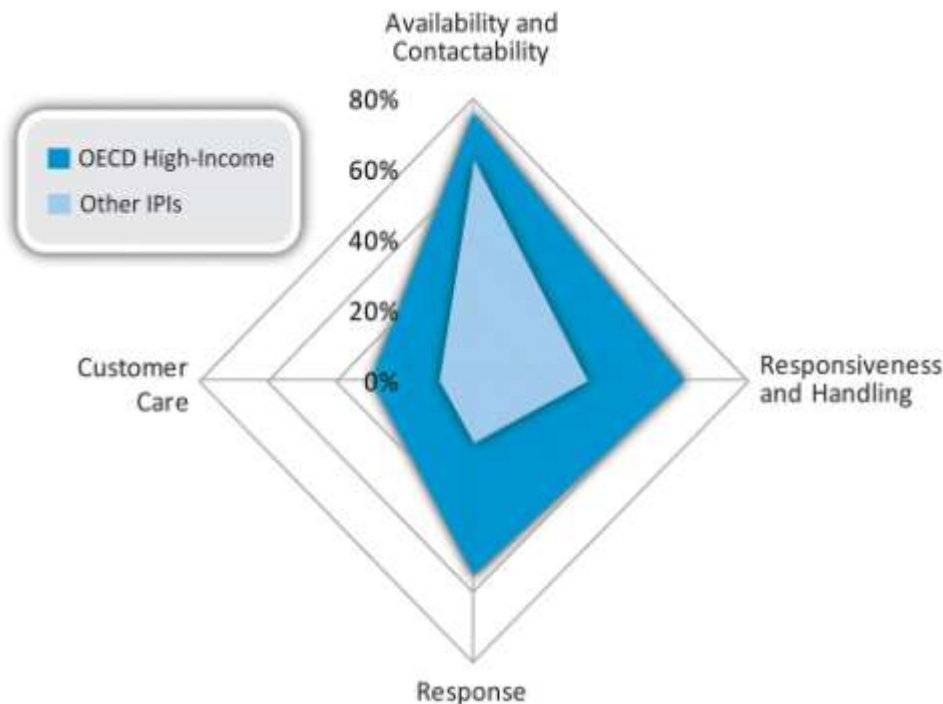 Availability and
Contactability
80%
60%
40%
20%
0%
OECD High-Income
Other IPIs
Customer
Care
Responsiveness
and Handling
Response